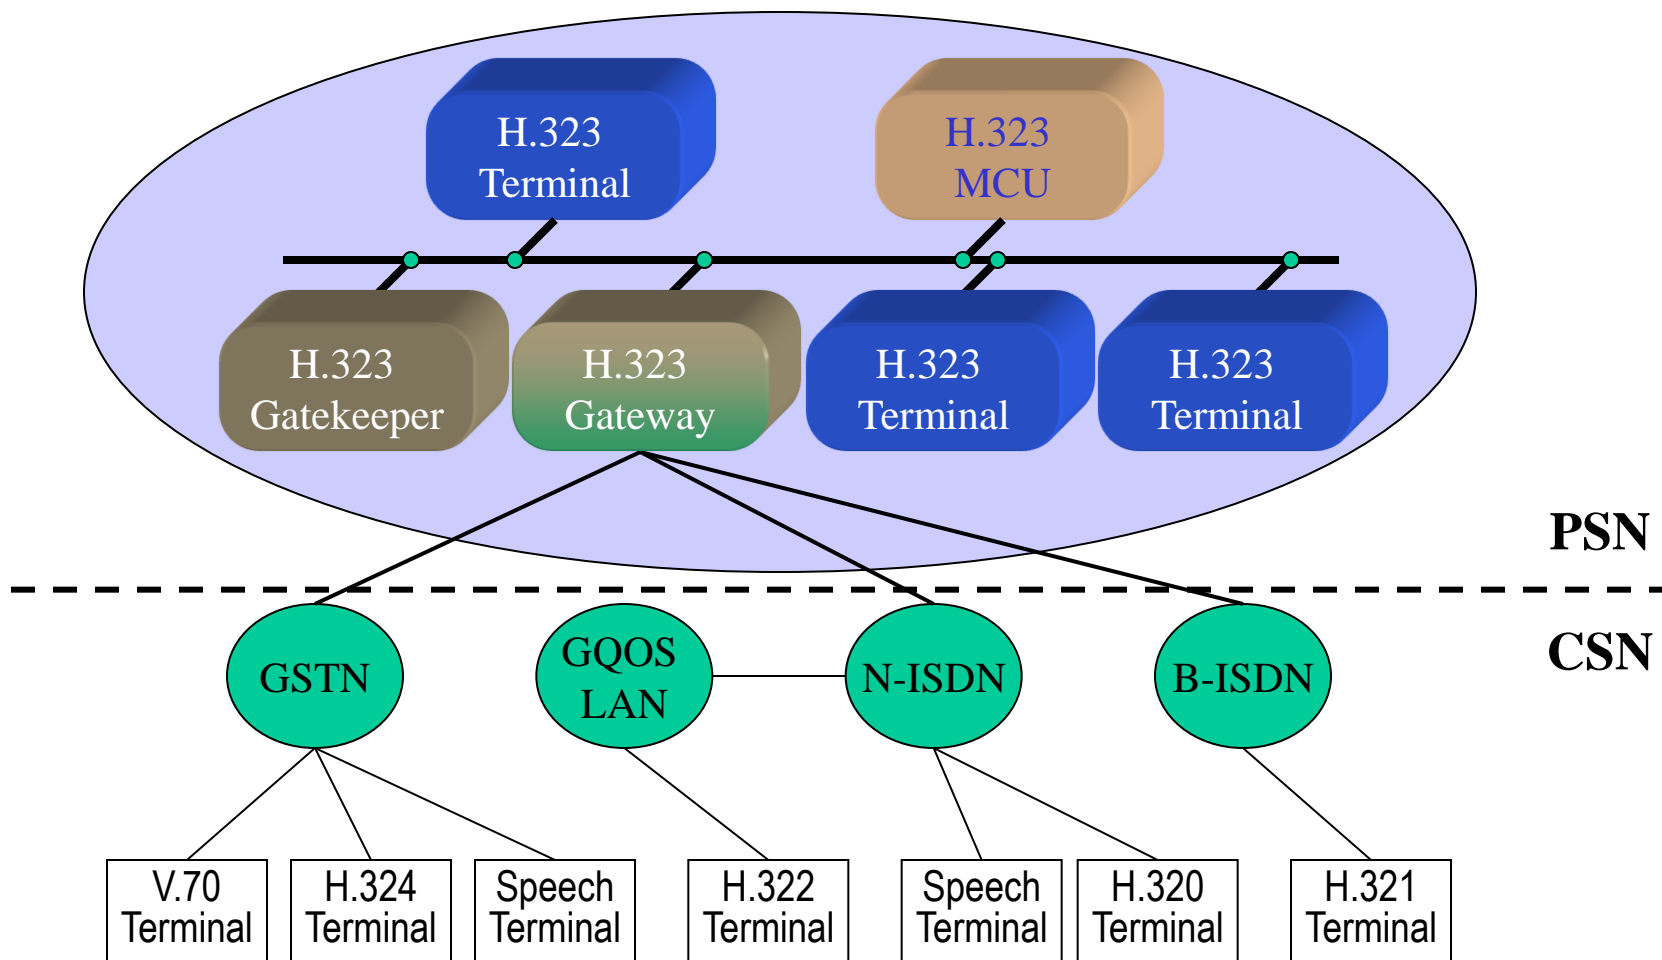 H.323
Terminal
H.323
MCU
H.323
Gatekeeper
H.323
Gateway
H.323
Terminal
H.323
Terminal
PSN
CSN
GSTN
GQOS
LAN
N-ISDN
B-ISDN
V.70
Terminal
H.324
Terminal
Speech
Terminal
H.322
Terminal
Speech
Terminal
H.320
Terminal
H.321
Terminal